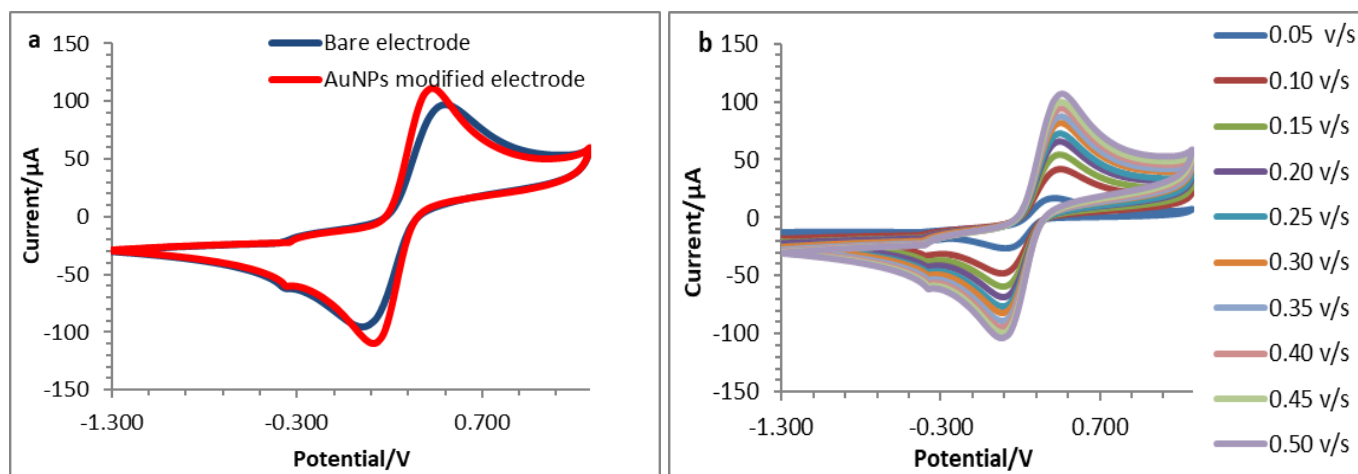 a
Bare electrode
AuNPs modified electrode
Current/µA
150
100
50
0
-50
-100
-150
-1.300
-0.300
0.700
Potential/V
b
Current/µA
150
100
50
0
-50
-100
-150
-1.300
-0.300
0.700
Potential/V
0.05 v/s
0.10 v/s
0.15 v/s
0.20 v/s
0.25 v/s
0.30 v/s
0.35 v/s
0.40 v/s
0.45 v/s
0.50 v/s